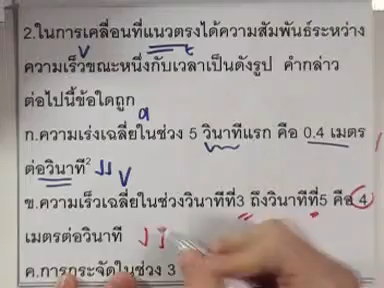 2.ในการเคลื่อนที่แนวตรงได้ความสัมพันธ์ระหว่าง
v t
ความเร็วขณะหนึ่งกับเวลาเป็นดังรูป คำกล่าว
ต่อไปนี้ข้อใดถูก
a
ก.ความเร่งเฉลี่ยในช่วง 5 วินาทีแรก คือ 0.4 เมตร
ต่อวินาที²
v
ข.ความเร็วเฉลี่ยในช่วงวินาทีที่3 ถึงวินาทีที่5 คือ 4
เมตรต่อวินาที
ค.การกระจัดในช่วง 3